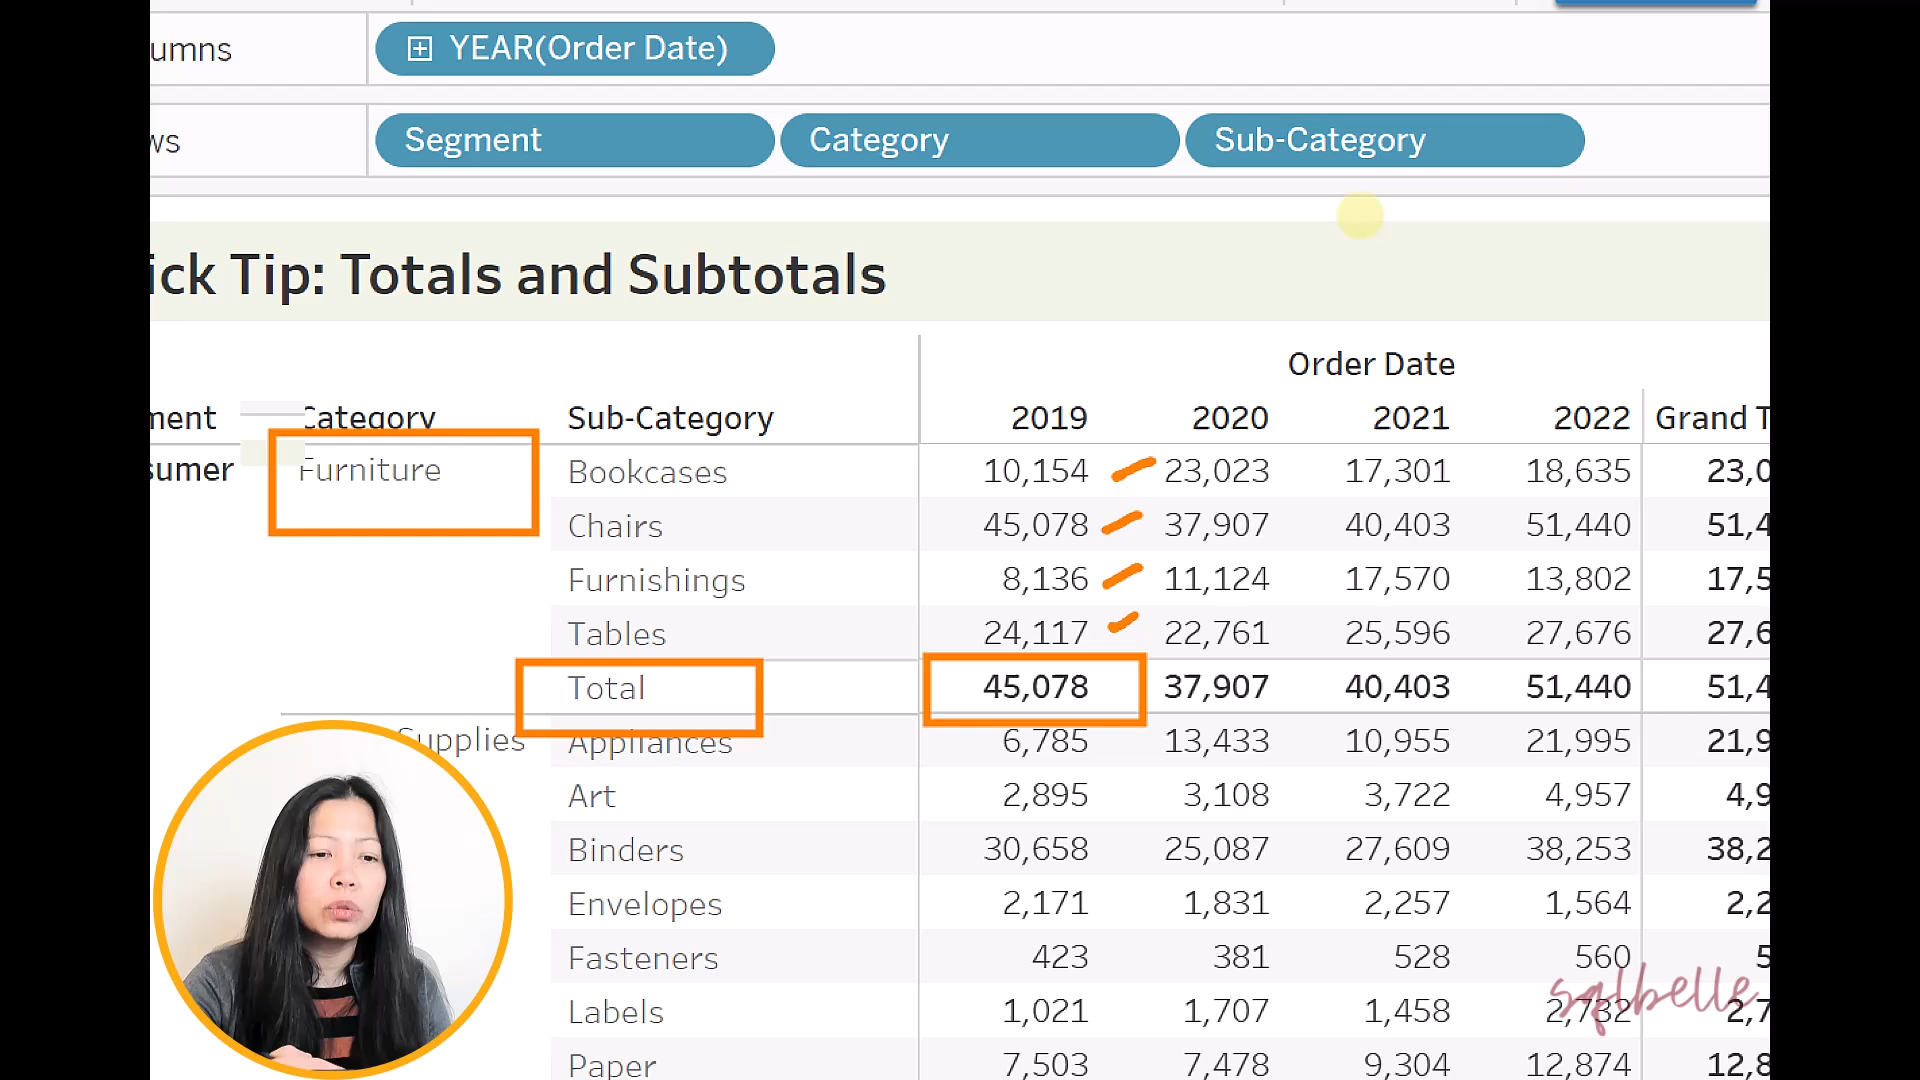 umns YEAR(Order Date)
ws Segment Category Sub-Category
ick Tip: Totals and Subtotals
Order Date
ment Category Sub-Category 2019 2020 2021 2022 Grand T
sumer Furniture Bookcases 10,154 23,023 17,301 18,635 23,0
Chairs 45,078 37,907 40,403 51,440 51,4
Furnishings 8,136 11,124 17,570 13,802 17,5
Tables 24,117 22,761 25,596 27,676 27,6
Total 45,078 37,907 40,403 51,440 51,4
Supplies Appliances 6,785 13,433 10,955 21,995 21,9
Art 2,895 3,108 3,722 4,957 4,9
Binders 30,658 25,087 27,609 38,253 38,2
Envelopes 2,171 1,831 2,257 1,564 2,2
Fasteners 423 381 528 560 5
Labels 1,021 1,707 1,458 2,732 2,7
Paper 7,503 7,478 9,304 12,874 12,8
sqlbelle